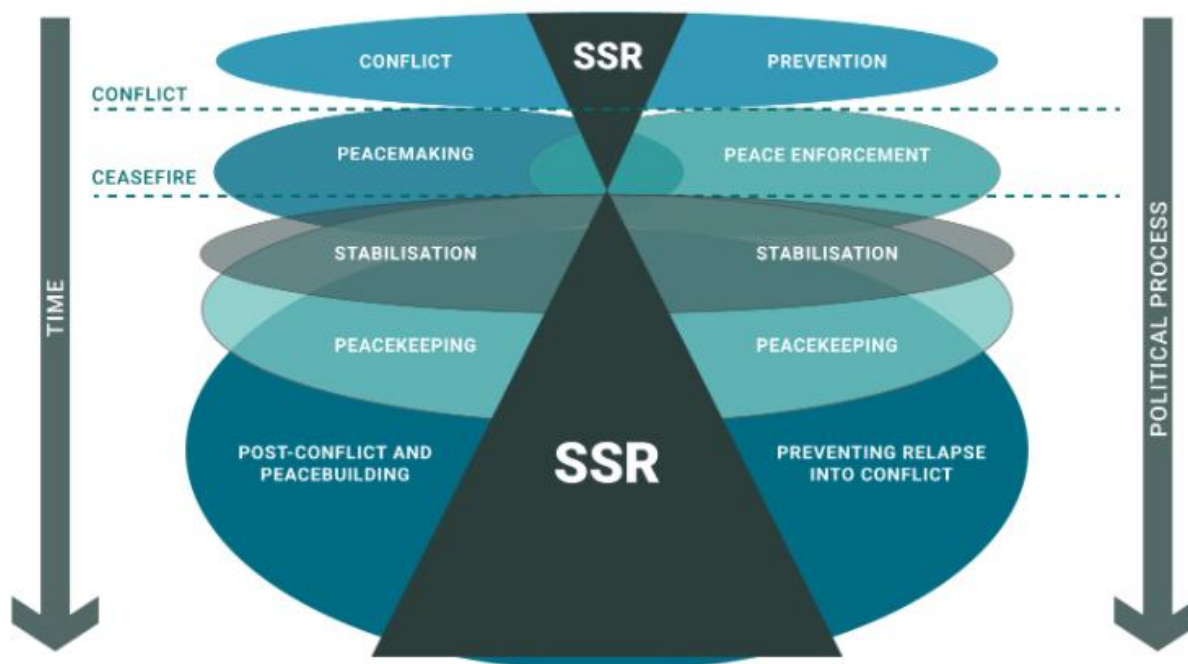 SSR
CONFLICT
PREVENTION
CONFLICT
PEACEMAKING
PEACE ENFORCEMENT
CEASEFIRE
STABILISATION
STABILISATION
TIME
POLITICAL PROCESS
PEACEKEEPING
PEACEKEEPING
POST-CONFLICT AND
PEACEBUILDING
SSR
PREVENTING RELAPSE
INTO CONFLICT